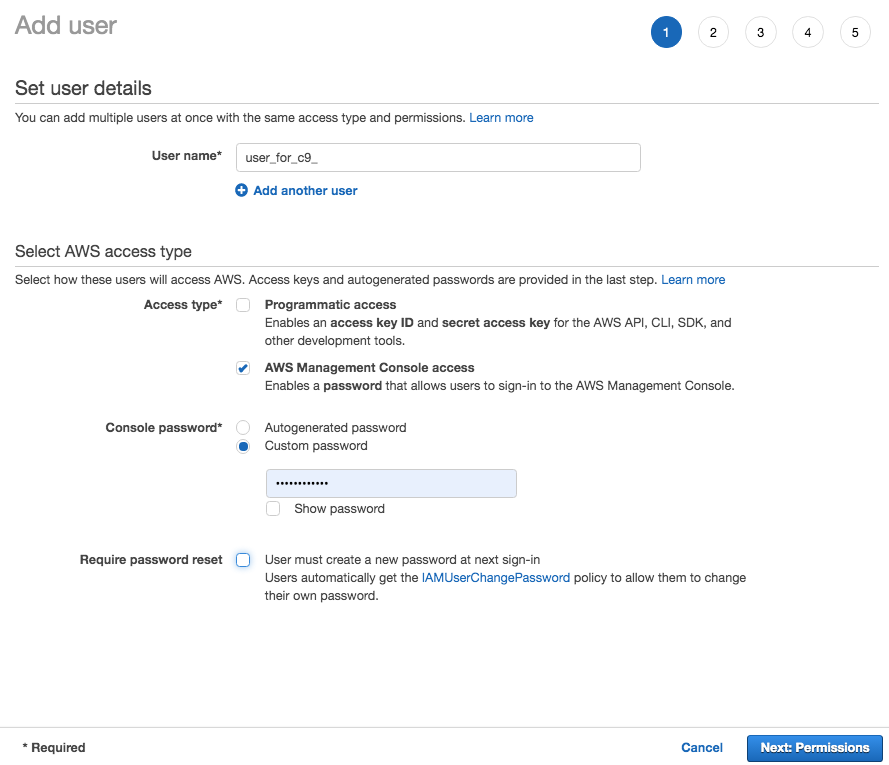 Add user
1 2 3 4 5
Set user details
You can add multiple users at once with the same access type and permissions. Learn more
User name*
user_for_c9_
Add another user
Select AWS access type
Select how these users will access AWS. Access keys and autogenerated passwords are provided in the last step. Learn more
Access type*
Programmatic access
Enables an access key ID and secret access key for the AWS API, CLI, SDK, and
other development tools.
AWS Management Console access
Enables a password that allows users to sign-in to the AWS Management Console.
Console password*
Autogenerated password
Custom password
••••••••••••
Show password
Require password reset
User must create a new password at next sign-in
Users automatically get the IAMUserChangePassword policy to allow them to change
their own password.
* Required
Cancel
Next: Permissions